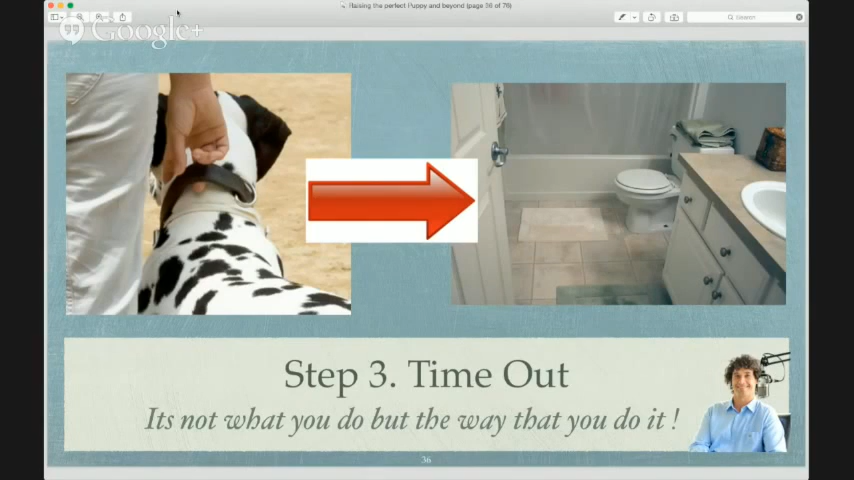 Raising the perfect Puppy and beyond (page 36 of 76)
Search
Google+
Step 3. Time Out
Its not what you do but the way that you do it !
36